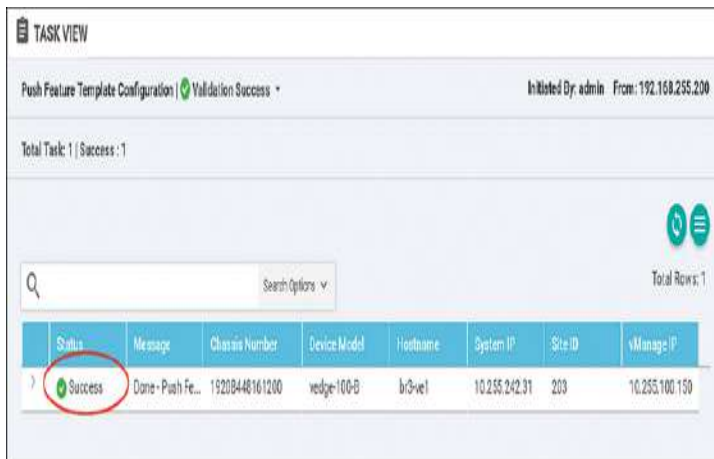 TASK VIEW
Push Feature Template Configuration | Validation Success
Initiated By: admin From: 192.168.255.200
Total Task: 1 | Success : 1
Search Options
Total Rows: 1
Status Message Chassis Number Device Model Hostname System IP Site ID vManage IP
Success Done - Push Fe... 1920B448161200 vedge-100-B br3-ve1 10.255.242.31 203 10.255.100.150